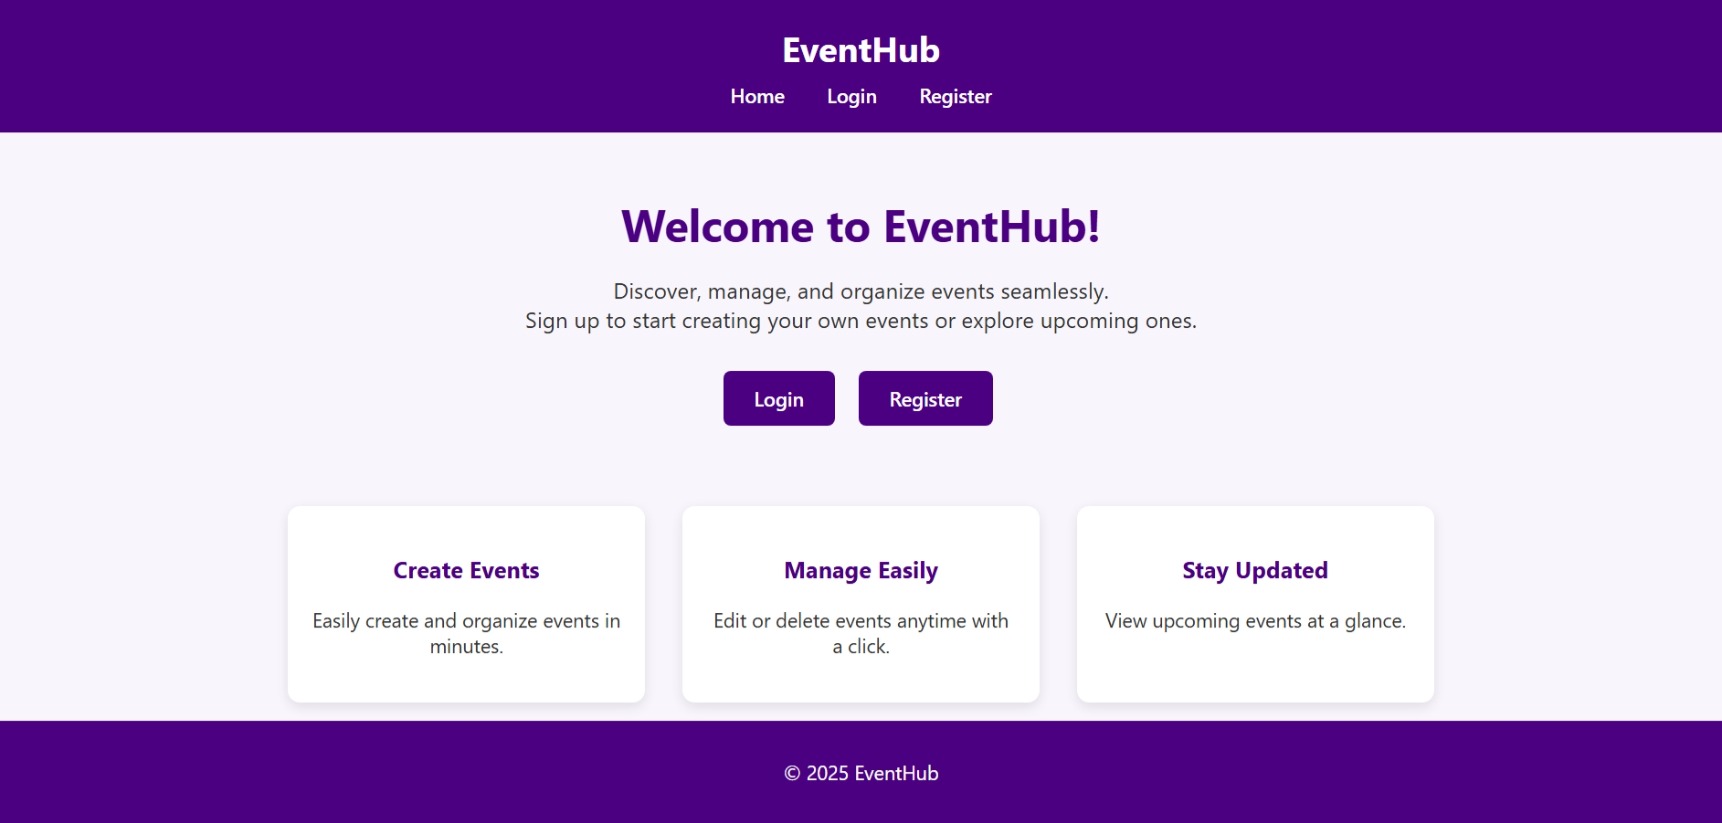 EventHub
Home Login Register
Welcome to EventHub!
Discover, manage, and organize events seamlessly.
Sign up to start creating your own events or explore upcoming ones.
Login Register
Create Events
Easily create and organize events in
minutes.
Manage Easily
Edit or delete events anytime with
a click.
Stay Updated
View upcoming events at a glance.
© 2025 EventHub